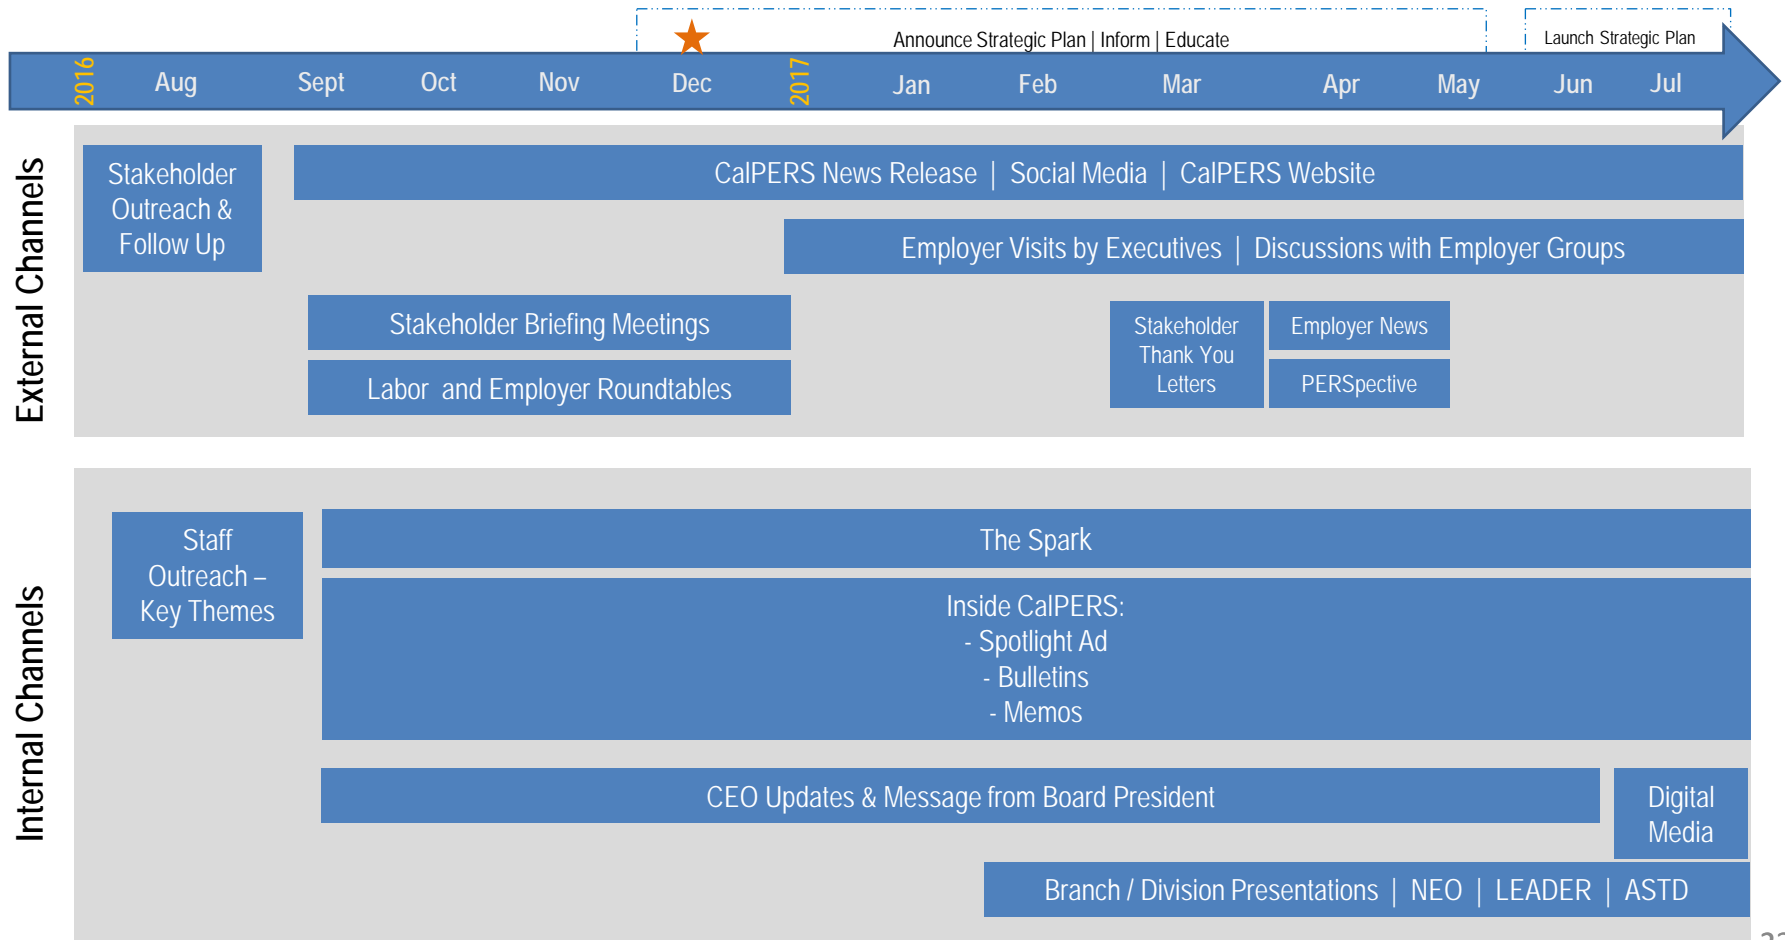 Announce Strategic Plan | Inform | Educate
Launch Strategic Plan
2016
Aug
Sept
Oct
Nov
Dec
2017
Jan
Feb
Mar
Apr
May
Jun
Jul
External Channels
Stakeholder
Outreach &
Follow Up
CalPERS News Release | Social Media | CalPERS Website
Employer Visits by Executives | Discussions with Employer Groups
Stakeholder Briefing Meetings
Labor and Employer Roundtables
Stakeholder
Thank You
Letters
Employer News
PERSpective
Internal Channels
Staff
Outreach –
Key Themes
The Spark
Inside CalPERS:
- Spotlight Ad
- Bulletins
- Memos
CEO Updates & Message from Board President
Digital
Media
Branch / Division Presentations | NEO | LEADER | ASTD